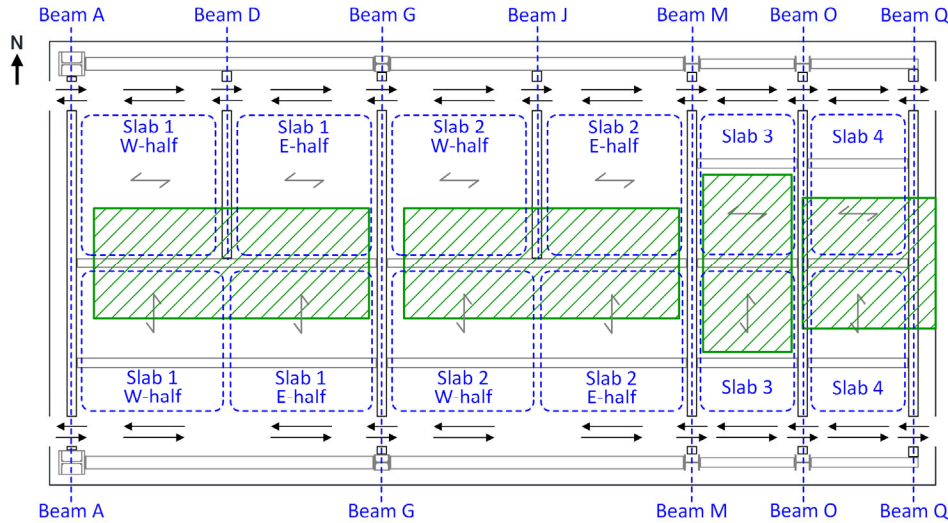 Beam A Beam D Beam G Beam J Beam M Beam O Beam Q
N
Slab 1 Slab 1 Slab 2 Slab 2 Slab 3 Slab 4
W-half E-half W-half E-half
Slab 1 Slab 1 Slab 2 Slab 2 Slab 3 Slab 4
W-half E-half W-half E-half
Beam A Beam G Beam M Beam O Beam Q